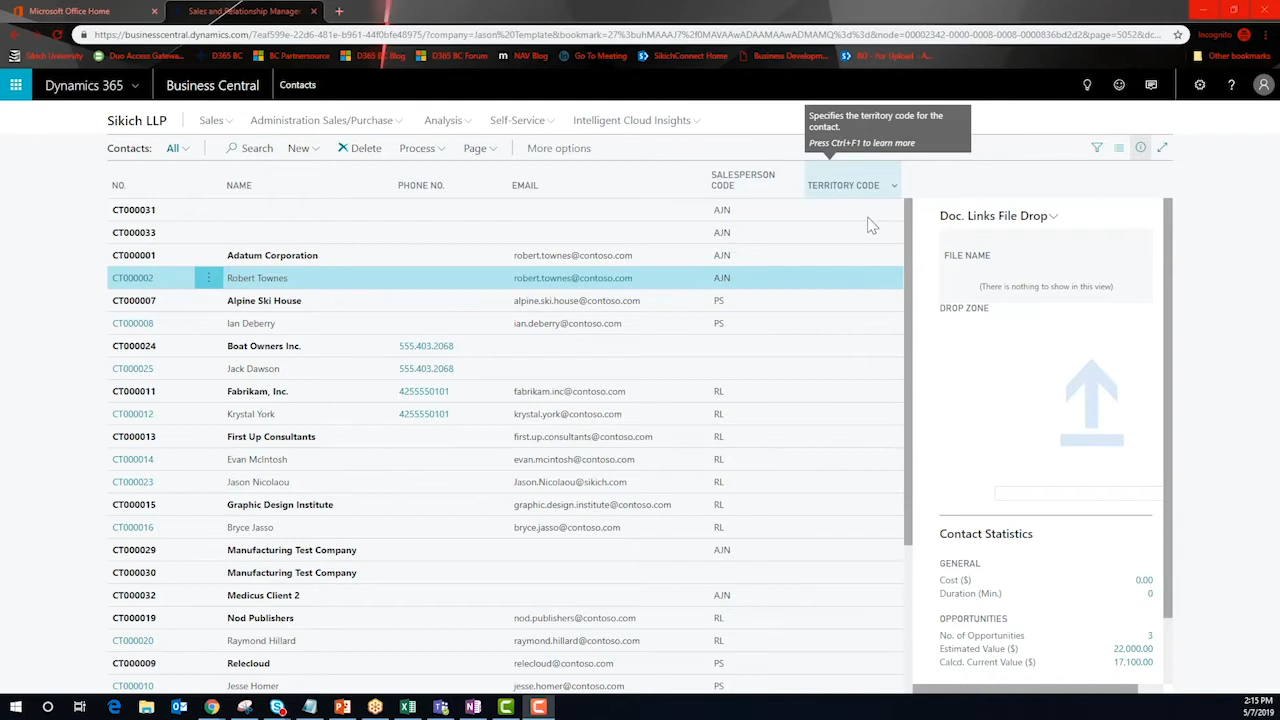 Microsoft Office Home
Sales and Relationship Manage
https://businesscentral.dynamics.com/7eaf599e-22d6-481e-b961-44f0bfe48975/?company=Jason%20Template&bookmark=27%3buhMAAAJ7%2f0MAVAAwADAAMAAwADMAMQ%3d%3d&node=00002342-0000-0008-0008-0000836bd2d2&page=5052&dc...
Incognito
Sikich University
Duo Access Gatewa...
D365 BC
BC Partnersource
D365 BC Blog
D365 BC Forum
NAV Blog
Go To Meeting
SikichConnect Home
Business Developm...
Other bookmarks
Dynamics 365
Business Central
Contacts
Sikich LLP
Sales
Administration Sales/Purchase
Analysis
Self-Service
Intelligent Cloud Insights
Specifies the territory code for the
contact.
Press Ctrl+F1 to learn more
Contacts: All Search New Delete Process Page More options
NO. NAME PHONE NO. EMAIL SALESPERSON CODE TERRITORY CODE
CT000031 AJN
CT000033 AJN
CT000001 Adatum Corporation robert.townes@contoso.com AJN
CT000002 Robert Townes robert.townes@contoso.com AJN
CT000007 Alpine Ski House alpine.ski.house@contoso.com PS
CT000008 Ian Deberry ian.deberry@contoso.com PS
CT000024 Boat Owners Inc. 555.403.2068
CT000025 Jack Dawson 555.403.2068
CT000011 Fabrikam, Inc. 4255550101 fabrikam.inc@contoso.com RL
CT000012 Krystal York 4255550101 krystal.york@contoso.com RL
CT000013 First Up Consultants first.up.consultants@contoso.com RL
CT000014 Evan McIntosh evan.mcintosh@contoso.com RL
CT000023 Jason Nicolaou Jason.Nicolaou@sikich.com RL
CT000015 Graphic Design Institute graphic.design.institute@contoso.com RL
CT000016 Bryce Jasso bryce.jasso@contoso.com RL
CT000029 Manufacturing Test Company AJN
CT000030 Manufacturing Test Company
CT000032 Medicus Client 2 AJN
CT000019 Nod Publishers nod.publishers@contoso.com RL
CT000020 Raymond Hillard raymond.hillard@contoso.com RL
CT000009 Relecloud relecloud@contoso.com PS
CT000010 Jesse Homer jesse.homer@contoso.com PS
Doc. Links File Drop
FILE NAME
(There is nothing to show in this view)
DROP ZONE
Contact Statistics
GENERAL
Cost ($) 0.00
Duration (Min.) 0
OPPORTUNITIES
No. of Opportunities 3
Estimated Value ($) 22,000.00
Calcd. Current Value ($) 17,100.00
2:15 PM
5/7/2019